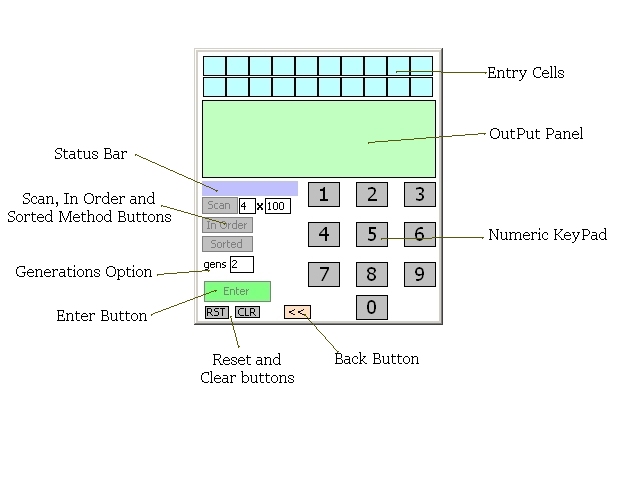 Entry Cells
OutPut Panel
Status Bar
1 2 3
Scan 4 x 100
Scan, In Order and
Sorted Method Buttons
In Order
4 5 6
Numeric KeyPad
Sorted
gens 2
Generations Option
7 8 9
Enter
Enter Button
RST CLR <<
0
Reset and
Clear buttons
Back Button